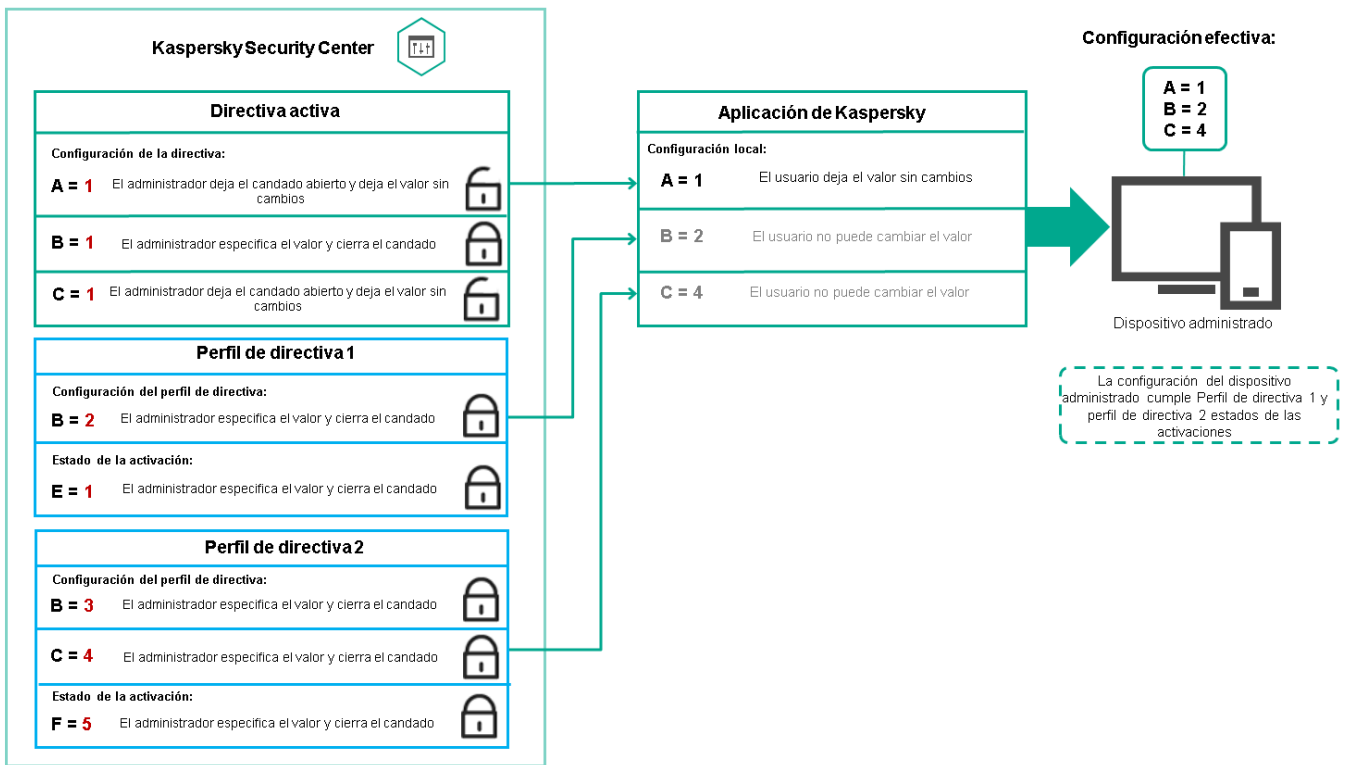 Kaspersky Security Center
Directiva activa
Configuración de la directiva:
A = 1 El administrador deja el candado abierto y deja el valor sin
cambios
B = 1 El administrador especifica el valor y cierra el candado
C = 1 El administrador deja el candado abierto y deja el valor sin
cambios
Perfil de directiva 1
Configuración del perfil de directiva:
B = 2 El administrador especifica el valor y cierra el candado
Estado de la activación:
E = 1 El administrador especifica el valor y cierra el candado
Perfil de directiva 2
Configuración del perfil de directiva:
B = 3 El administrador especifica el valor y cierra el candado
C = 4 El administrador especifica el valor y cierra el candado
Estado de la activación:
F = 5 El administrador especifica el valor y cierra el candado
Aplicación de Kaspersky
Configuración local:
A = 1 El usuario deja el valor sin cambios
B = 2 El usuario no puede cambiar el valor
C = 4 El usuario no puede cambiar el valor
Configuración efectiva:
A = 1
B = 2
C = 4
Dispositivo administrado
La configuración del dispositivo
administrado cumple Perfil de directiva 1 y
perfil de directiva 2 estados de las
activaciones